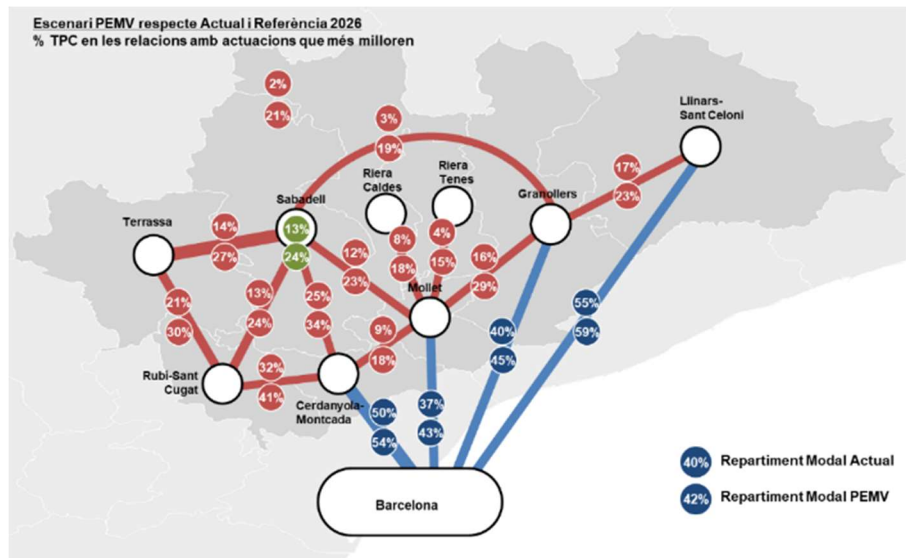 Escenari PEMV respecte Actual i Referència 2026
% TPC en les relacions amb actuacions que més milloren
2%
21%
3%
19%
Llinars-
Sant Celoni
17%
23%
Riera
Caldes
Riera
Tenes
Granollers
Sabadell
13%
24%
Terrassa
14%
27%
8%
18%
4%
15%
12%
23%
16%
29%
Mollet
21%
30%
13%
24%
25%
34%
9%
18%
55%
59%
40%
45%
Rubí-Sant
Cugat
32%
41%
Cerdanyola-
Montcada
50%
54%
37%
43%
Barcelona
40%
Repartiment Modal Actual
42%
Repartiment Modal PEMV